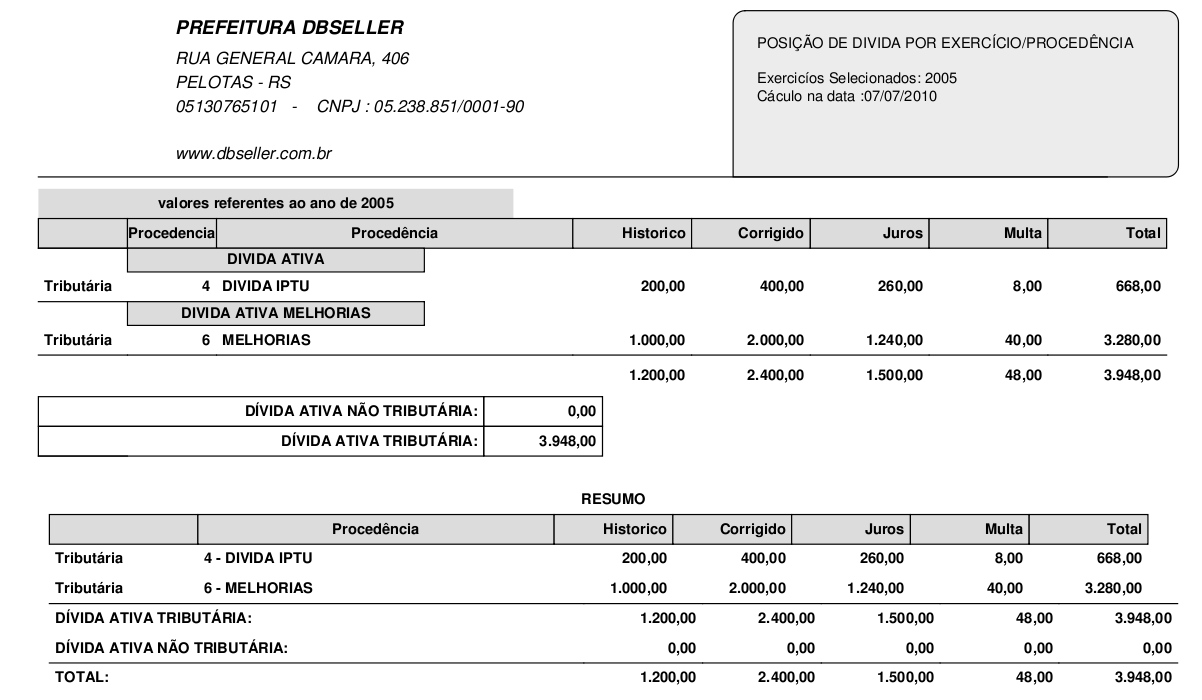 PREFEITURA DBSELLER
RUA GENERAL CAMARA, 406
PELOTAS - RS
05130765101 - CNPJ : 05.238.851/0001-90
www.dbseller.com.br
POSIÇÃO DE DIVIDA POR EXERCÍCIO/PROCEDÊNCIA
Exercicíos Selecionados: 2005
Cáculo na data :07/07/2010
valores referentes ao ano de 2005
Procedencia Procedência Historico Corrigido Juros Multa Total
DIVIDA ATIVA
Tributária 4 DIVIDA IPTU 200,00 400,00 260,00 8,00 668,00
DIVIDA ATIVA MELHORIAS
Tributária 6 MELHORIAS 1.000,00 2.000,00 1.240,00 40,00 3.280,00
1.200,00 2.400,00 1.500,00 48,00 3.948,00
DÍVIDA ATIVA NÃO TRIBUTÁRIA: 0,00
DÍVIDA ATIVA TRIBUTÁRIA: 3.948,00
RESUMO
Procedência Historico Corrigido Juros Multa Total
Tributária 4 - DIVIDA IPTU 200,00 400,00 260,00 8,00 668,00
Tributária 6 - MELHORIAS 1.000,00 2.000,00 1.240,00 40,00 3.280,00
DÍVIDA ATIVA TRIBUTÁRIA: 1.200,00 2.400,00 1.500,00 48,00 3.948,00
DÍVIDA ATIVA NÃO TRIBUTÁRIA: 0,00 0,00 0,00 0,00 0,00
TOTAL: 1.200,00 2.400,00 1.500,00 48,00 3.948,00